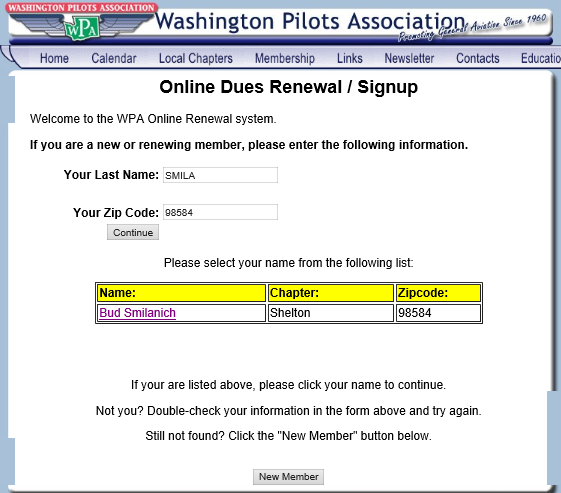 WASHINGTON PILOTS ASSOCIATION
WPA
Washington Pilots Association
Promoting General Aviation Since 1960
Home Calendar Local Chapters Membership Links Newsletter Contacts Educatio
Online Dues Renewal / Signup
Welcome to the WPA Online Renewal system.
If you are a new or renewing member, please enter the following information.
Your Last Name: SMILA
Your Zip Code: 98584
Continue
Please select your name from the following list:
Name: Chapter: Zipcode:
Bud Smilanich Shelton 98584
If your are listed above, please click your name to continue.
Not you? Double-check your information in the form above and try again.
Still not found? Click the "New Member" button below.
New Member